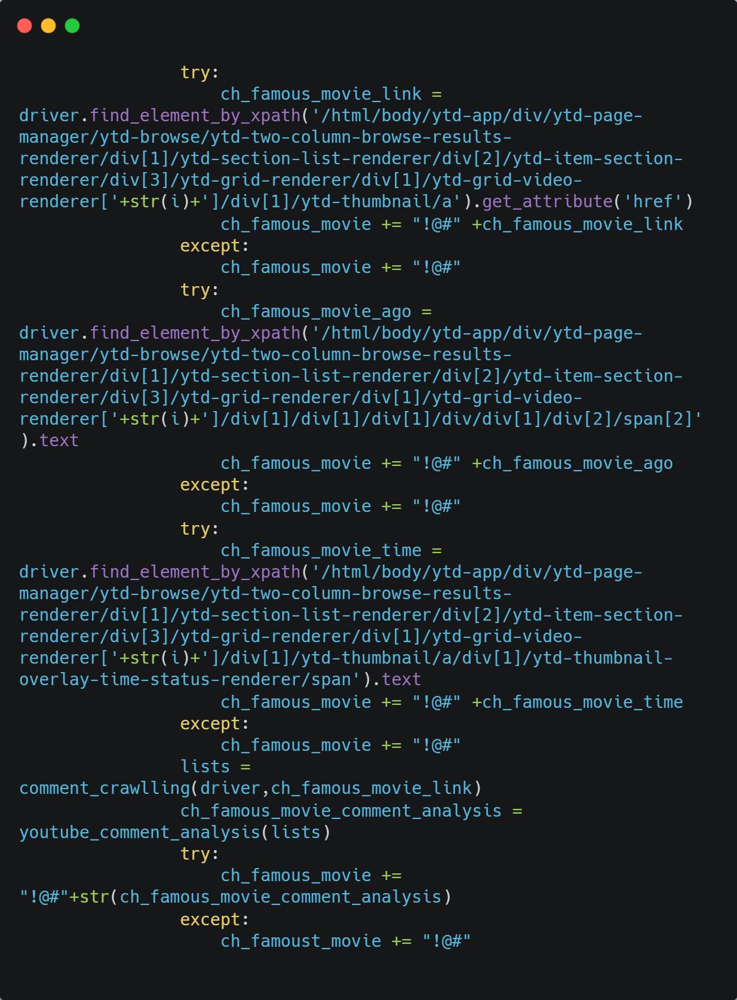 try:
ch_famous_movie_link =
driver.find_element_by_xpath('/html/body/ytd-app/div/ytd-page-
manager/ytd-browse/ytd-two-column-browse-results-
renderer/div[1]/ytd-section-list-renderer/div[2]/ytd-item-section-
renderer/div[3]/ytd-grid-renderer/div[1]/ytd-grid-video-
renderer['+str(i)+']/div[1]/ytd-thumbnail/a').get_attribute('href')
ch_famous_movie += "!@#" +ch_famous_movie_link
except:
ch_famous_movie += "!@#"
try:
ch_famous_movie_ago =
driver.find_element_by_xpath('/html/body/ytd-app/div/ytd-page-
manager/ytd-browse/ytd-two-column-browse-results-
renderer/div[1]/ytd-section-list-renderer/div[2]/ytd-item-section-
renderer/div[3]/ytd-grid-renderer/div[1]/ytd-grid-video-
renderer['+str(i)+']/div[1]/div[1]/div[1]/div/div[1]/div[2]/span[2]'
).text
ch_famous_movie += "!@#" +ch_famous_movie_ago
except:
ch_famous_movie += "!@#"
try:
ch_famous_movie_time =
driver.find_element_by_xpath('/html/body/ytd-app/div/ytd-page-
manager/ytd-browse/ytd-two-column-browse-results-
renderer/div[1]/ytd-section-list-renderer/div[2]/ytd-item-section-
renderer/div[3]/ytd-grid-renderer/div[1]/ytd-grid-video-
renderer['+str(i)+']/div[1]/ytd-thumbnail/a/div[1]/ytd-thumbnail-
overlay-time-status-renderer/span').text
ch_famous_movie += "!@#" +ch_famous_movie_time
except:
ch_famous_movie += "!@#"
lists =
comment_crawlling(driver,ch_famous_movie_link)
ch_famous_movie_comment_analysis =
youtube_comment_analysis(lists)
try:
ch_famous_movie +=
"!@#"+str(ch_famous_movie_comment_analysis)
except:
ch_famoust_movie += "!@#"